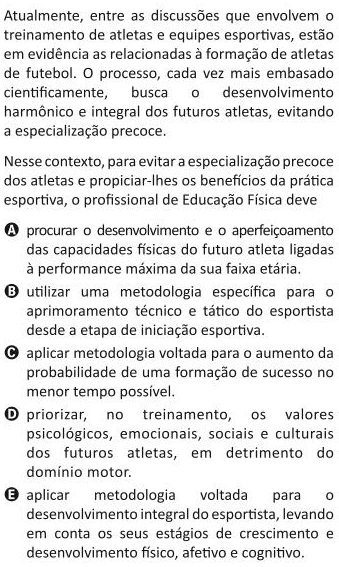 Atualmente, entre as discussões que envolvem o
treinamento de atletas e equipes esportivas, estão
em evidência as relacionadas à formação de atletas
de futebol. O processo, cada vez mais embasado
cientificamente, busca o desenvolvimento
harmônico e integral dos futuros atletas, evitando
a especialização precoce.
Nesse contexto, para evitar a especialização precoce
dos atletas e propiciar-lhes os benefícios da prática
esportiva, o profissional de Educação Física deve
A procurar o desenvolvimento e o aperfeiçoamento
das capacidades físicas do futuro atleta ligadas
à performance máxima da sua faixa etária.
B utilizar uma metodologia específica para o
aprimoramento técnico e tático do esportista
desde a etapa de iniciação esportiva.
C aplicar metodologia voltada para o aumento da
probabilidade de uma formação de sucesso no
menor tempo possível.
D priorizar, no treinamento, os valores
psicológicos, emocionais, sociais e culturais
dos futuros atletas, em detrimento do
domínio motor.
E aplicar metodologia voltada para o
desenvolvimento integral do esportista, levando
em conta os seus estágios de crescimento e
desenvolvimento físico, afetivo e cognitivo.